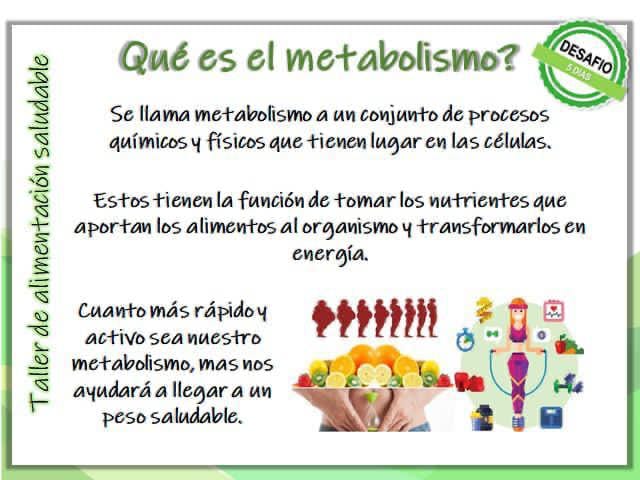 Qué es el metabolismo?
DESAFIO
5 DIAS
Taller de alimentación saludable
Se llama metabolismo a un conjunto de procesos
químicos y físicos que tienen lugar en las células.
Estos tienen la función de tomar los nutrientes que
aportan los alimentos al organismo y transformarlos en
energía.
Cuanto más rápido y
activo sea nuestro
metabolismo, mas nos
ayudará a llegar a un
peso saludable.